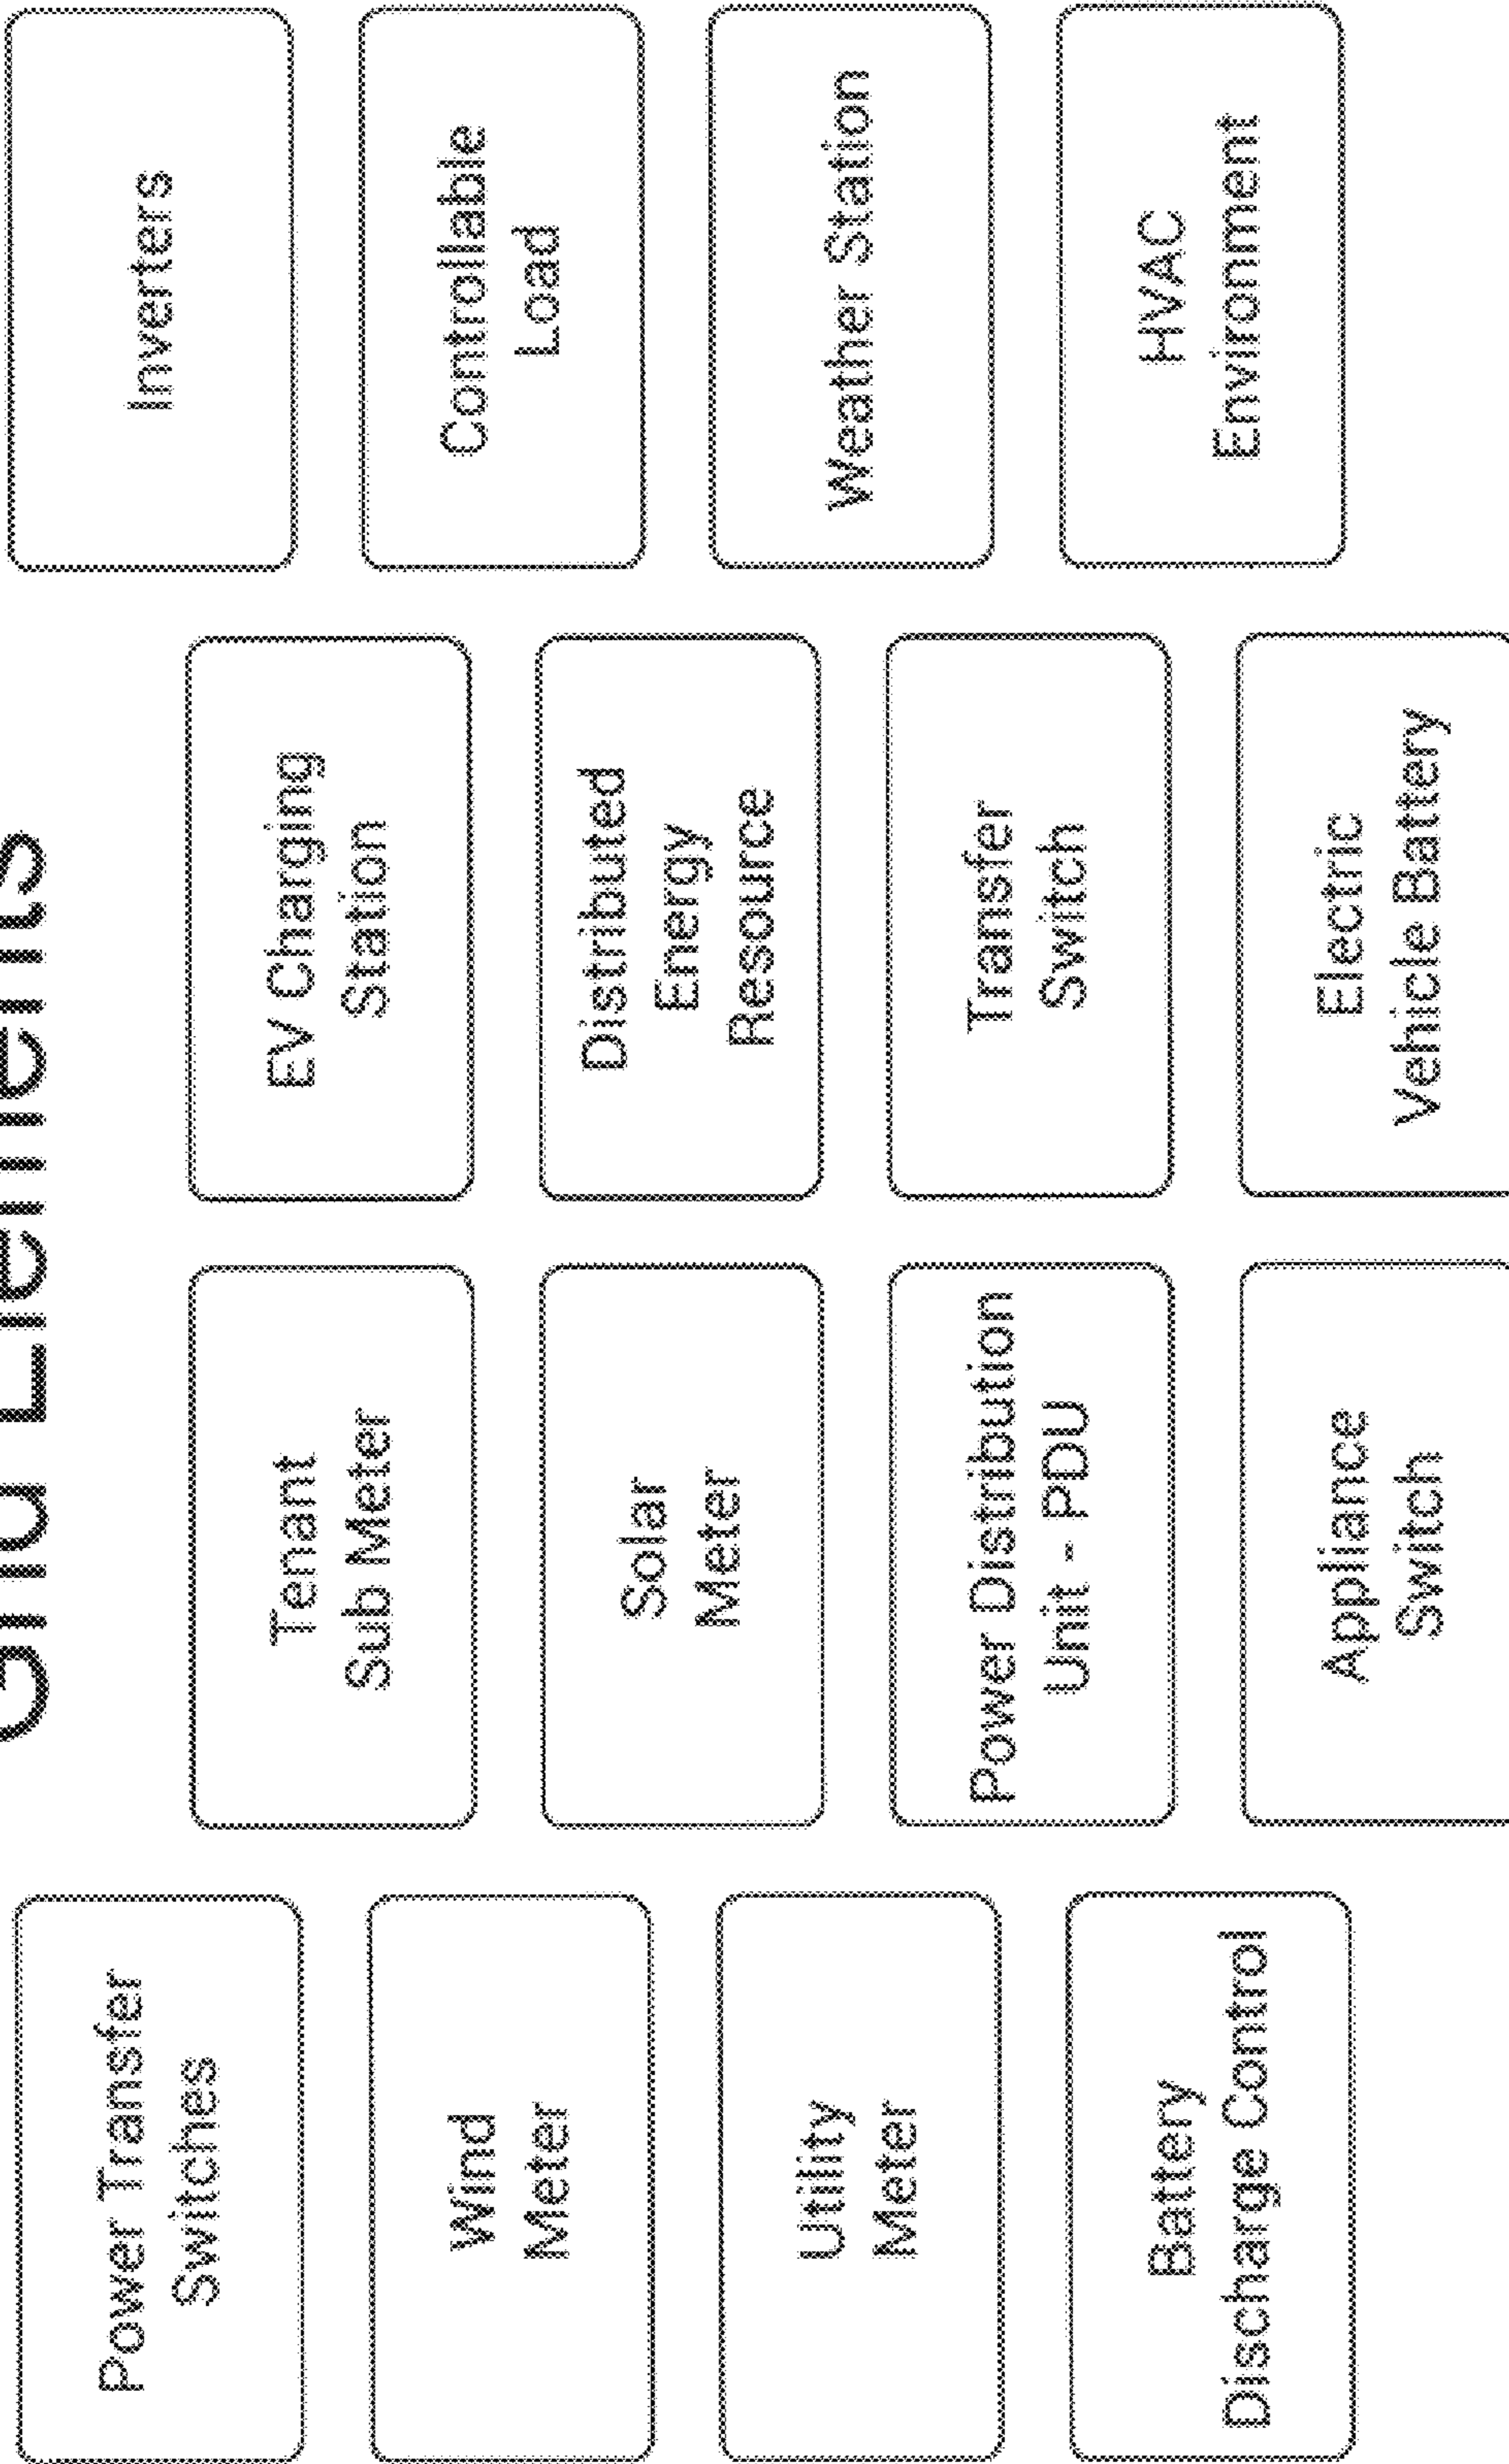 Grid Elements
Power Transfer
Switches
Tenant
Sub Meter
EV Charging
Station
Inverters
Wind
Meter
Solar
Meter
Distributed
Energy
Resource
Controllable
Load
Utility
Meter
Power Distribution
Unit - PDU
Transfer
Switch
Weather Station
Battery
Discharge Control
Appliance
Switch
Electric
Vehicle Battery
HVAC
Environment